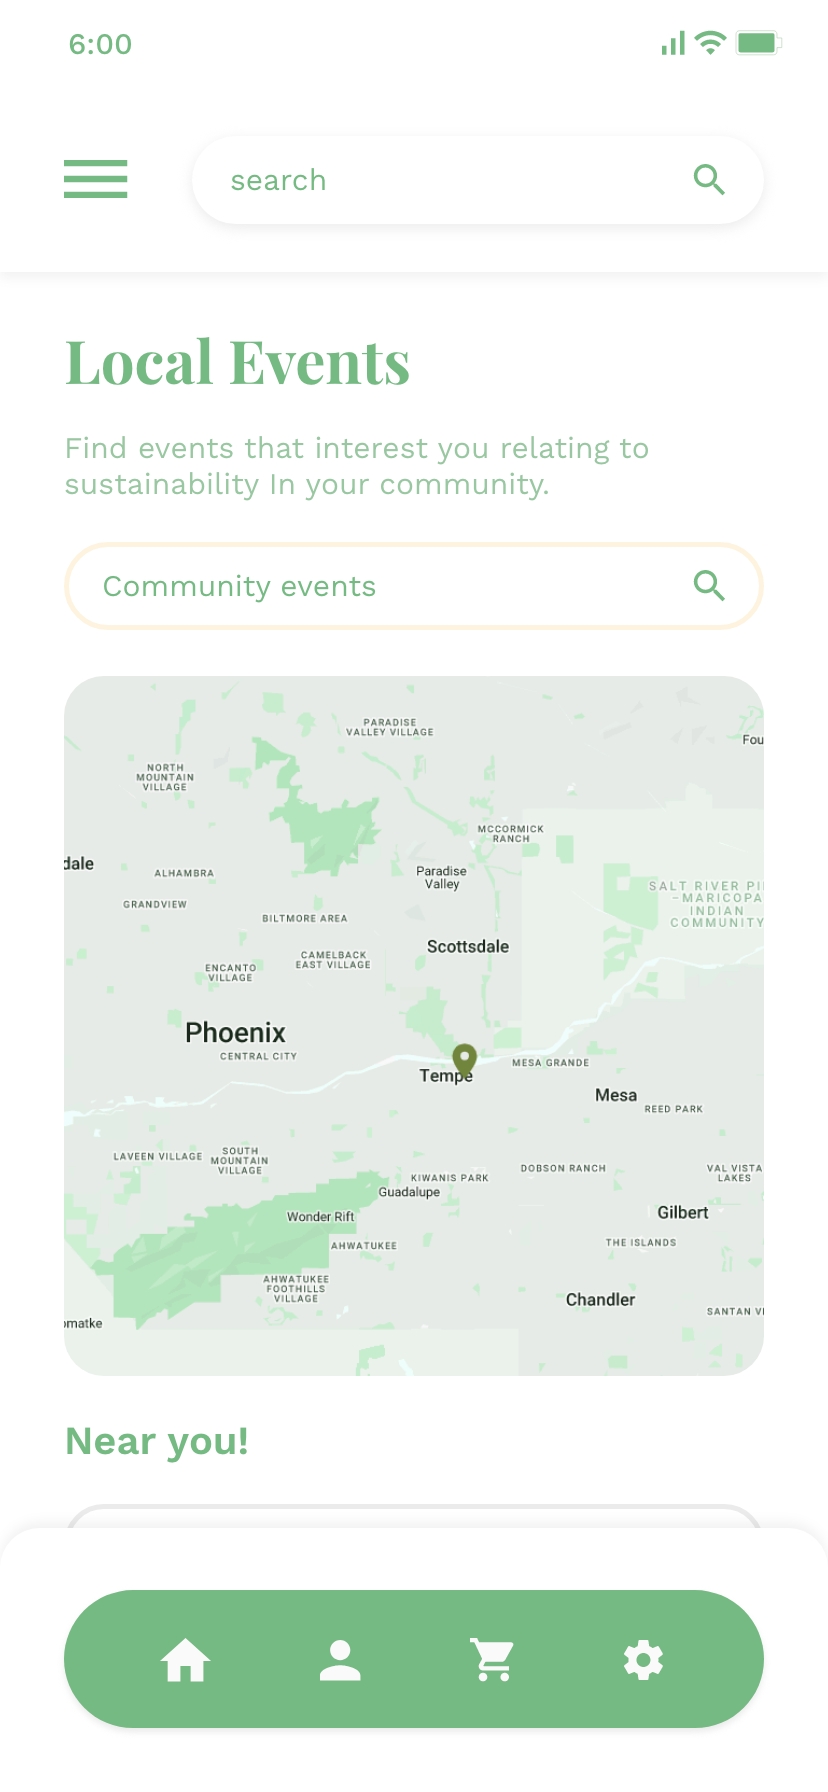 6:00
search
Local Events
Find events that interest you relating to
sustainability In your community.
Community events
PARADISE
VALLEY VILLAGE
Fou
NORTH
MOUNTAIN
VILLAGE
MCCORMICK
RANCH
dale
ALHAMBRA
Paradise
Valley
SALT RIVER PI
-MARICOPA
INDIAN
COMMUNITY
GRANDVIEW
BILTMORE AREA
Scottsdale
CAMELBACK
EAST VILLAGE
ENCANTO
VILLAGE
Phoenix
CENTRAL CITY
MESA GRANDE
Tempe
Mesa
REED PARK
LAVEEN VILLAGE
SOUTH
MOUNTAIN
VILLAGE
KIWANIS PARK
DOBSON RANCH
VAL VISTA
LAKES
Guadalupe
Wonder Rift
Gilbert
AHWATUKEE
THE ISLANDS
AHWATUKEE
FOOTHILLS
VILLAGE
Chandler
SANTAN VI
omatke
Near you!